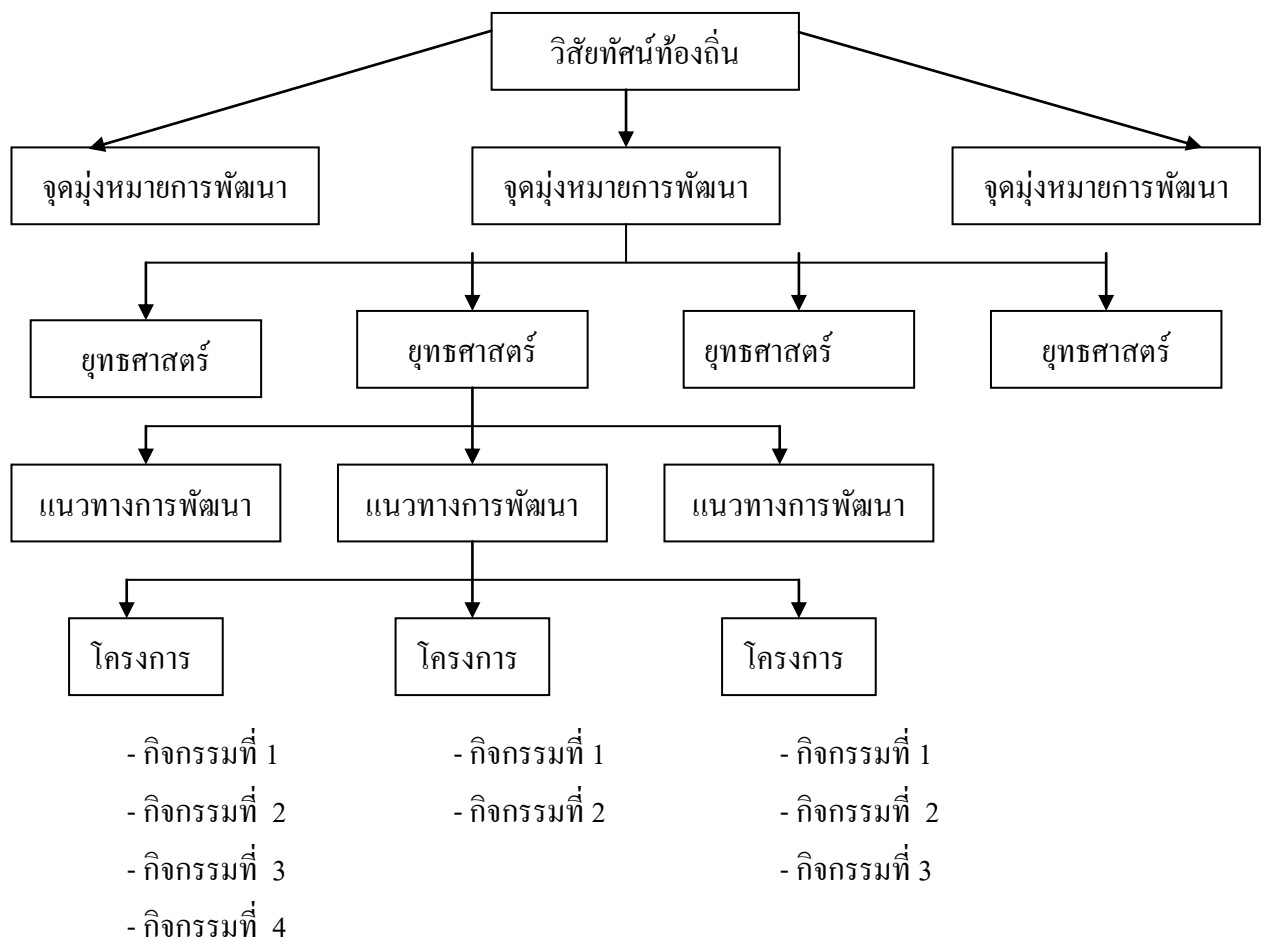 วิสัยทัศน์ท้องถิ่น
จุดมุ่งหมายการพัฒนา
จุดมุ่งหมายการพัฒนา
จุดมุ่งหมายการพัฒนา
ยุทธศาสตร์
ยุทธศาสตร์
ยุทธศาสตร์
ยุทธศาสตร์
แนวทางการพัฒนา
แนวทางการพัฒนา
แนวทางการพัฒนา
โครงการ
โครงการ
โครงการ
- กิจกรรมที่ 1
- กิจกรรมที่ 2
- กิจกรรมที่ 3
- กิจกรรมที่ 4
- กิจกรรมที่ 1
- กิจกรรมที่ 2
- กิจกรรมที่ 1
- กิจกรรมที่ 2
- กิจกรรมที่ 3